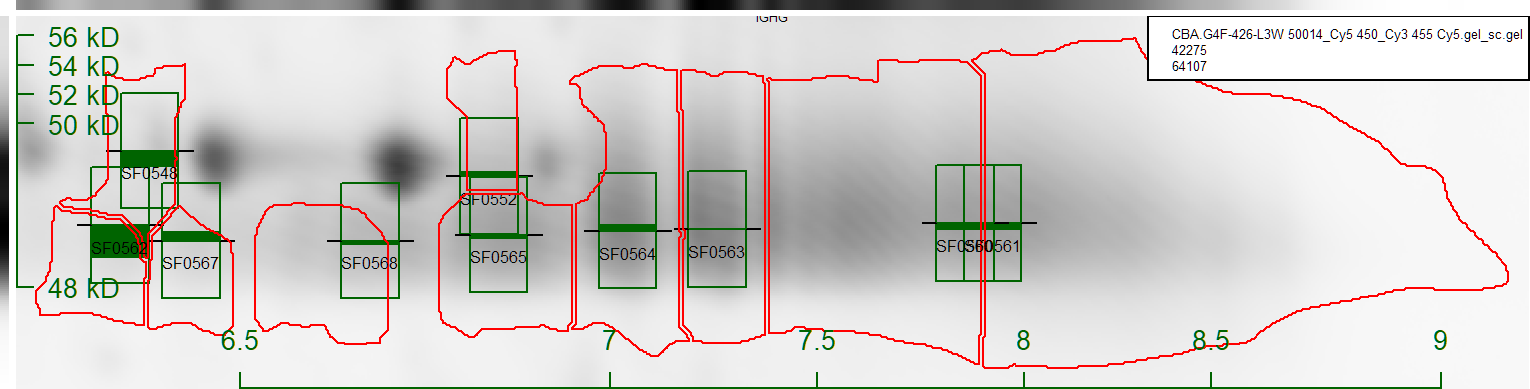 IGHG
CBA.G4F-426-L3W 50014_Cy5 450_Cy3 455 Cy5.gel_sc.gel
42275
64107
56 kD
54 kD
52 kD
50 kD
SF0548
SF0552
SF0562
SF0567
SF0568
SF0565
SF0564
SF0563
SF0561
48 kD
6.5
7
7.5
8
8.5
9